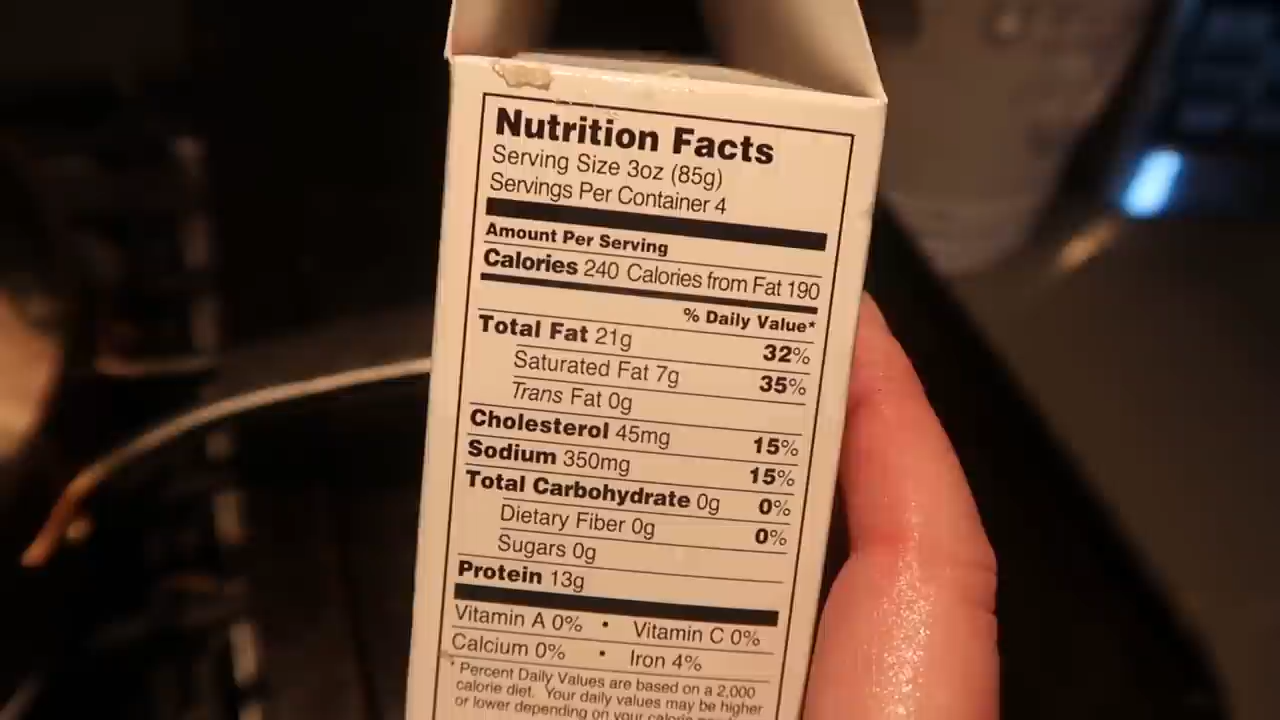 Nutrition Facts
Serving Size 3oz (85g)
Servings Per Container 4
Amount Per Serving
Calories 240 Calories from Fat 190
% Daily Value*
Total Fat 21g 32%
Saturated Fat 7g 35%
Trans Fat 0g
Cholesterol 45mg 15%
Sodium 350mg 15%
Total Carbohydrate 0g 0%
Dietary Fiber 0g 0%
Sugars 0g
Protein 13g
Vitamin A 0% • Vitamin C 0%
Calcium 0% • Iron 4%
* Percent Daily Values are based on a 2,000
calorie diet. Your daily values may be higher
or lower depending on your calorie